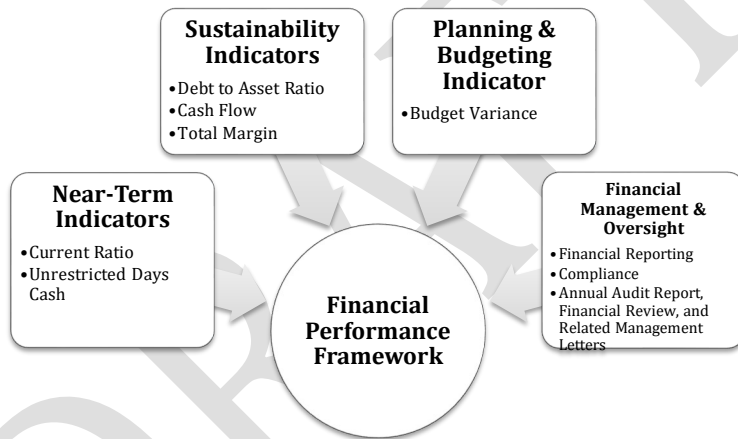 Sustainability
Indicators
•Debt to Asset Ratio
•Cash Flow
•Total Margin
Planning &
Budgeting
Indicator
•Budget Variance
Near-Term
Indicators
•Current Ratio
•Unrestricted Days
Cash
Financial
Management &
Oversight
•Financial Reporting
•Compliance
•Annual Audit Report,
Financial Review, and
Related Management
Letters
Financial
Performance
Framework